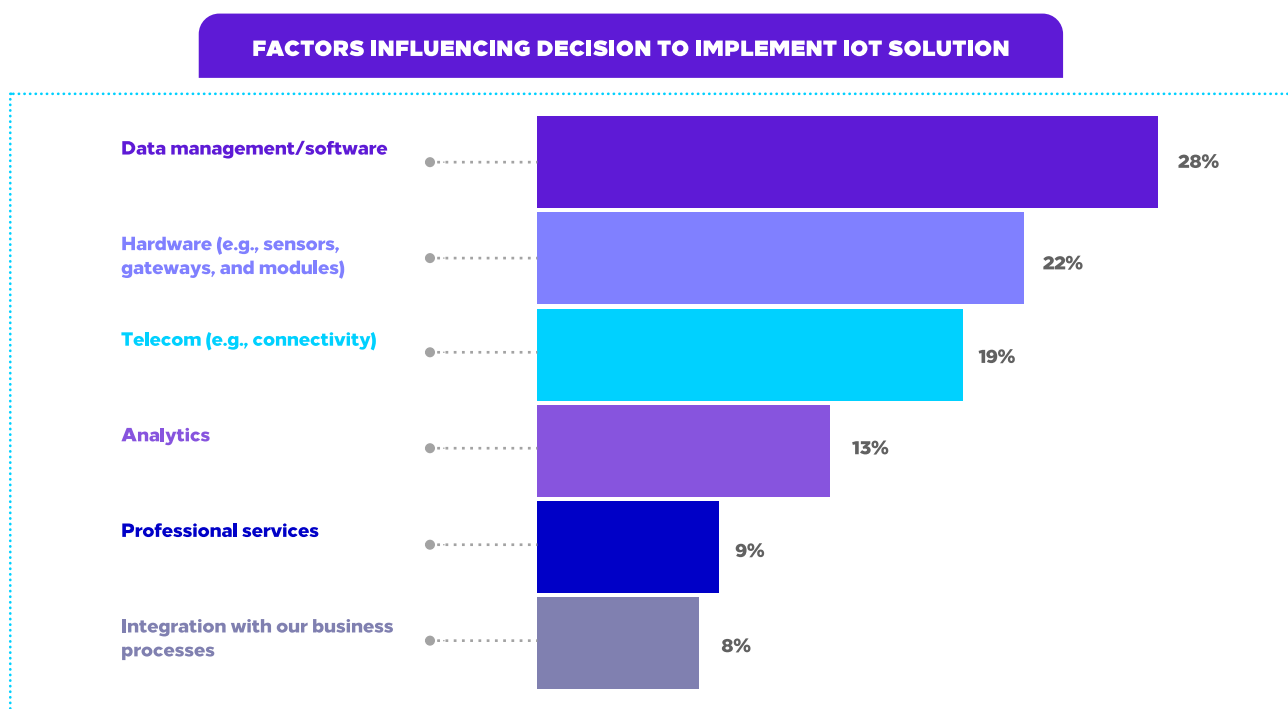 FACTORS INFLUENCING DECISION TO IMPLEMENT IOT SOLUTION
Data management/software
28%
Hardware (e.g., sensors,
gateways, and modules)
22%
Telecom (e.g., connectivity)
19%
Analytics
13%
Professional services
9%
Integration with our business
processes
8%